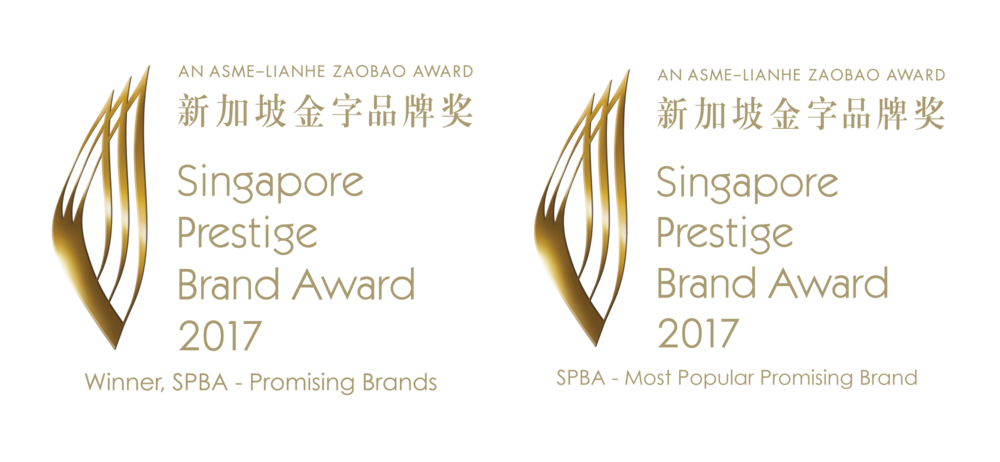 AN ASME–LIANHE ZAOBAO AWARD
新加坡金字品牌奖
Singapore
Prestige
Brand Award
2017
Winner, SPBA - Promising Brands
AN ASME–LIANHE ZAOBAO AWARD
新加坡金字品牌奖
Singapore
Prestige
Brand Award
2017
SPBA - Most Popular Promising Brand